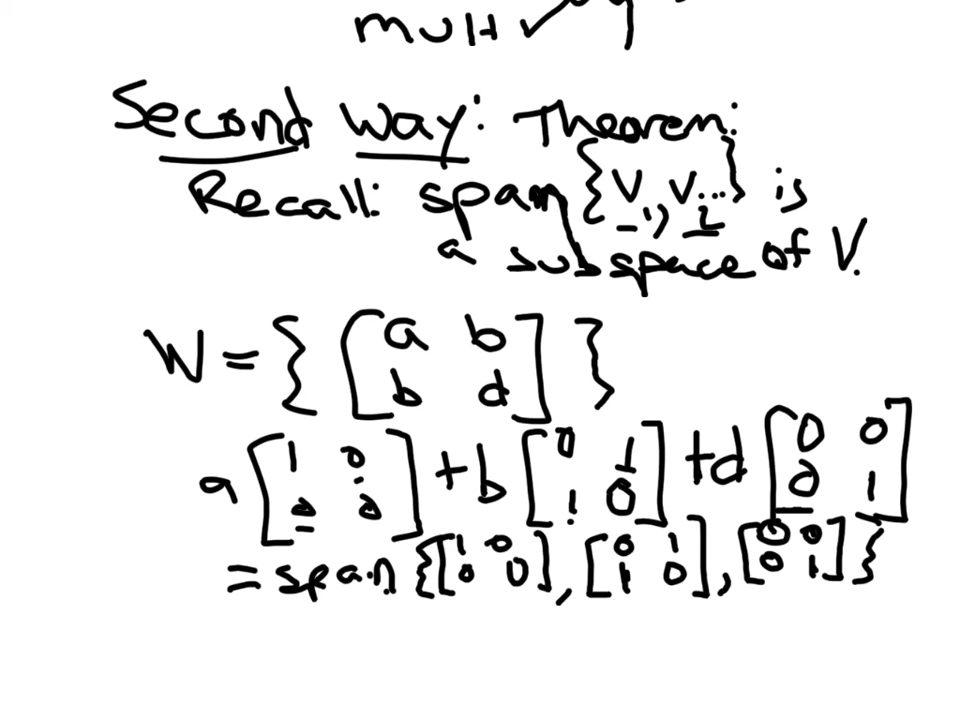 mult ✓
Second Way: Theorem:
Recall: span {V₁, V₂...} is
a subspace of V.
W = { [a b; b d] }
a [1 0; 0 0] + b [0 1; 1 0] + d [0 0; 0 1]
= span {[1 0; 0 0], [0 1; 1 0], [0 0; 0 1]}